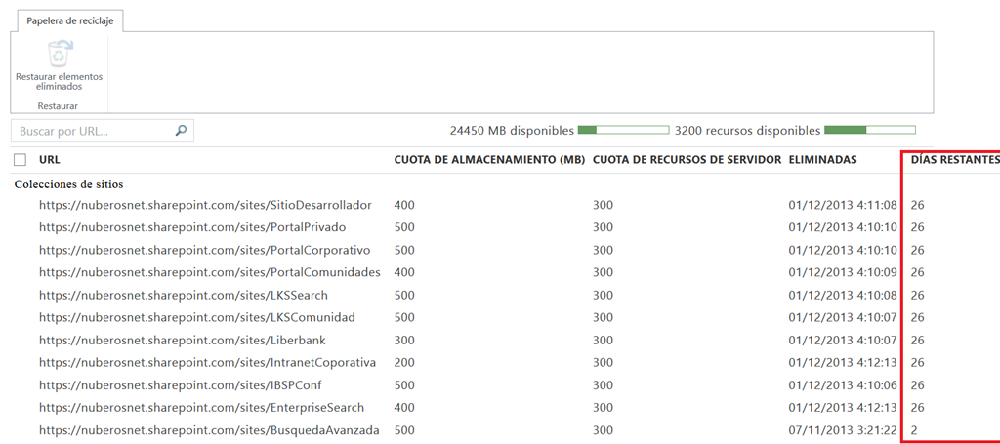 Papelera de reciclaje
Restaurar elementos
eliminados
Restaurar
Buscar por URL...
24450 MB disponibles 3200 recursos disponibles
URL CUOTA DE ALMACENAMIENTO (MB) CUOTA DE RECURSOS DE SERVIDOR ELIMINADAS DÍAS RESTANTES
Colecciones de sitios
https://nuberosnet.sharepoint.com/sites/SitioDesarrollador 400 300 01/12/2013 4:11:08 26
https://nuberosnet.sharepoint.com/sites/PortalPrivado 500 300 01/12/2013 4:10:10 26
https://nuberosnet.sharepoint.com/sites/PortalCorporativo 500 300 01/12/2013 4:10:10 26
https://nuberosnet.sharepoint.com/sites/PortalComunidades 400 300 01/12/2013 4:10:09 26
https://nuberosnet.sharepoint.com/sites/LKSSearch 500 300 01/12/2013 4:10:08 26
https://nuberosnet.sharepoint.com/sites/LKSComunidad 500 300 01/12/2013 4:10:07 26
https://nuberosnet.sharepoint.com/sites/Liberbank 300 300 01/12/2013 4:10:07 26
https://nuberosnet.sharepoint.com/sites/IntranetCoporativa 200 300 01/12/2013 4:12:13 26
https://nuberosnet.sharepoint.com/sites/IBSPConf 500 300 01/12/2013 4:10:06 26
https://nuberosnet.sharepoint.com/sites/EnterpriseSearch 400 300 01/12/2013 4:12:13 26
https://nuberosnet.sharepoint.com/sites/BusquedaAvanzada 500 300 07/11/2013 3:21:22 2